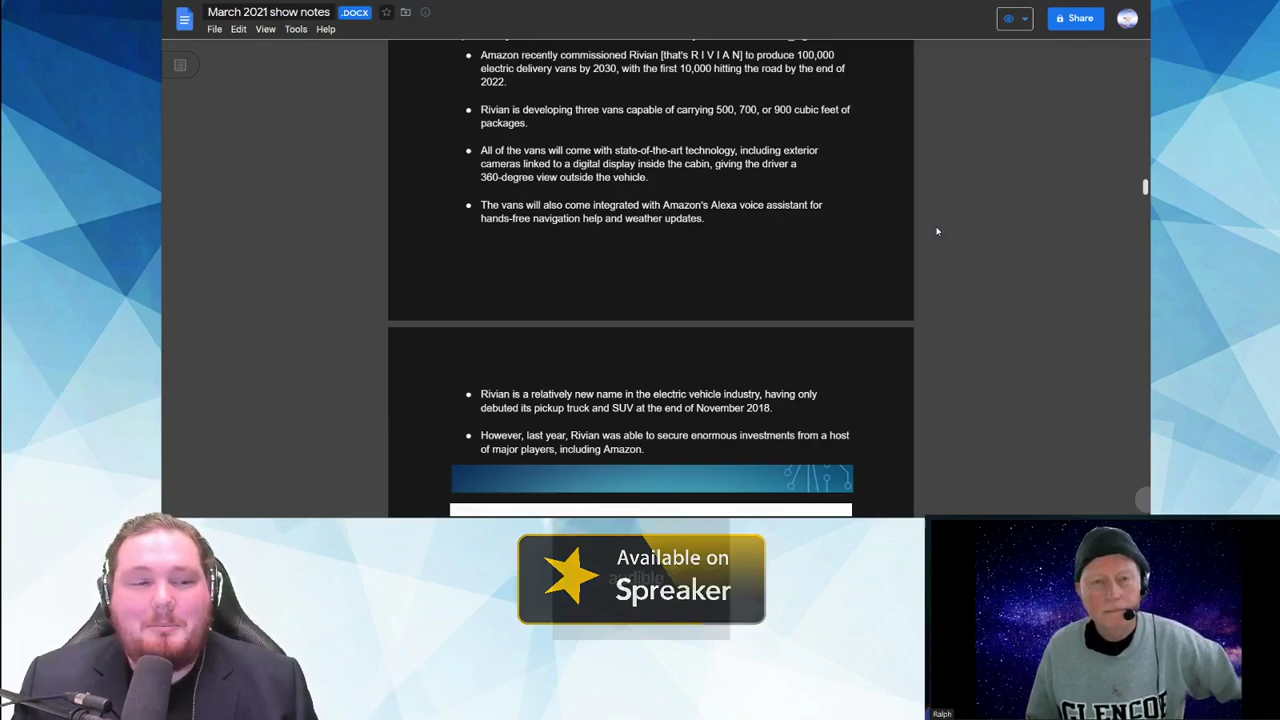 March 2021 show notes .DOCX
File Edit View Tools Help
Share
Amazon recently commissioned Rivian [that's R I V I A N] to produce 100,000
electric delivery vans by 2030, with the first 10,000 hitting the road by the end of
2022.
Rivian is developing three vans capable of carrying 500, 700, or 900 cubic feet of
packages.
All of the vans will come with state-of-the-art technology, including exterior
cameras linked to a digital display inside the cabin, giving the driver a
360-degree view outside the vehicle.
The vans will also come integrated with Amazon's Alexa voice assistant for
hands-free navigation help and weather updates.
Rivian is a relatively new name in the electric vehicle industry, having only
debuted its pickup truck and SUV at the end of November 2018.
However, last year, Rivian was able to secure enormous investments from a host
of major players, including Amazon.
Available on
audible
Spreaker
GLENCOE
Ralph